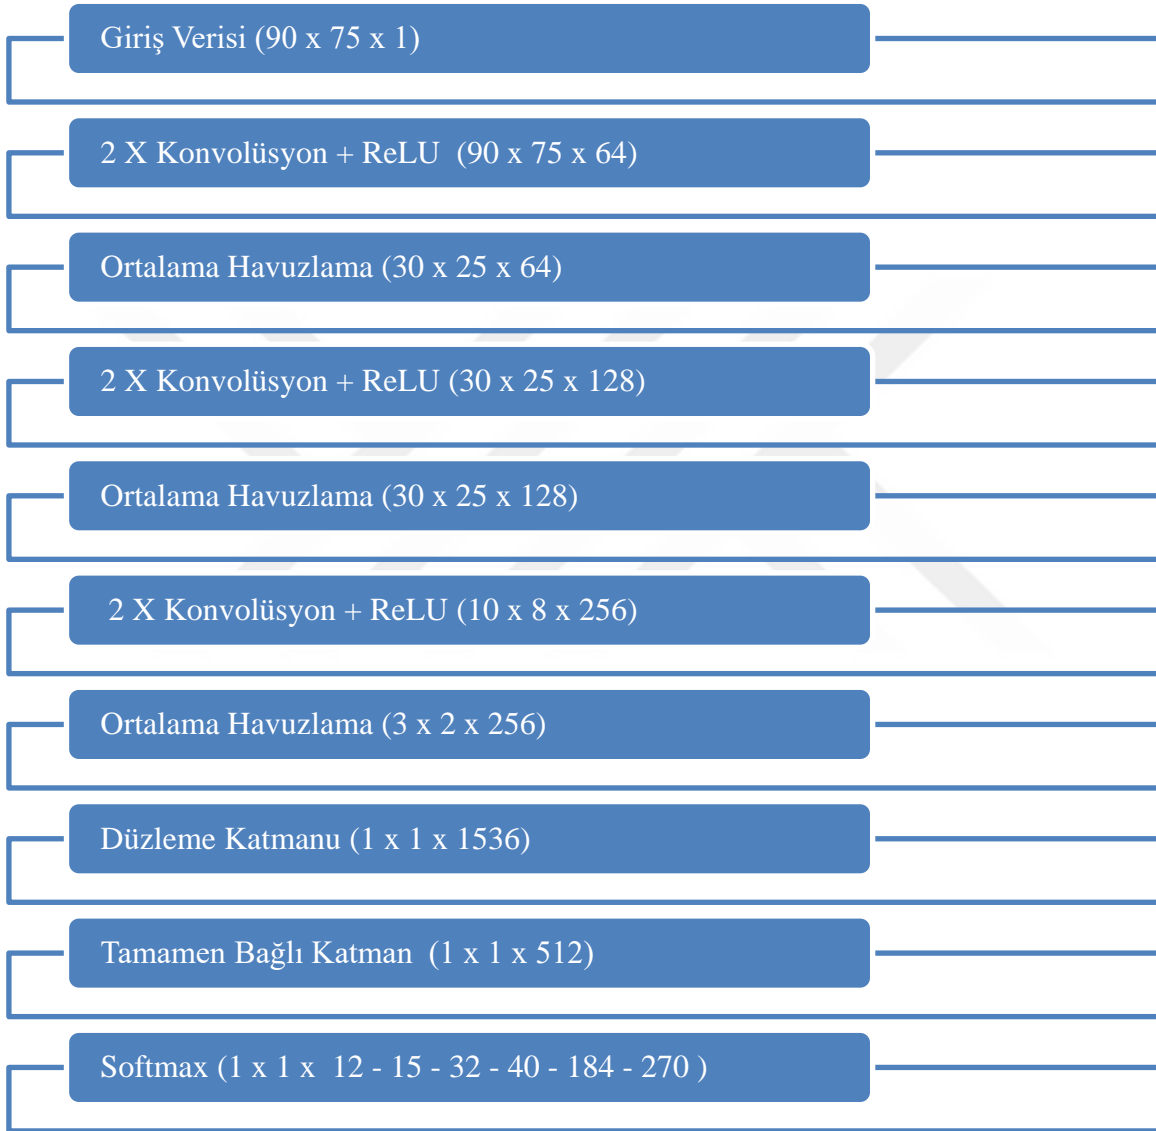 Giriş Verisi (90 x 75 x 1)
2 X Konvolüsyon + ReLU (90 x 75 x 64)
Ortalama Havuzlama (30 x 25 x 64)
2 X Konvolüsyon + ReLU (30 x 25 x 128)
Ortalama Havuzlama (30 x 25 x 128)
2 X Konvolüsyon + ReLU (10 x 8 x 256)
Ortalama Havuzlama (3 x 2 x 256)
Düzleme Katmanu (1 x 1 x 1536)
Tamamen Bağlı Katman (1 x 1 x 512)
Softmax (1 x 1 x 12 - 15 - 32 - 40 - 184 - 270 )